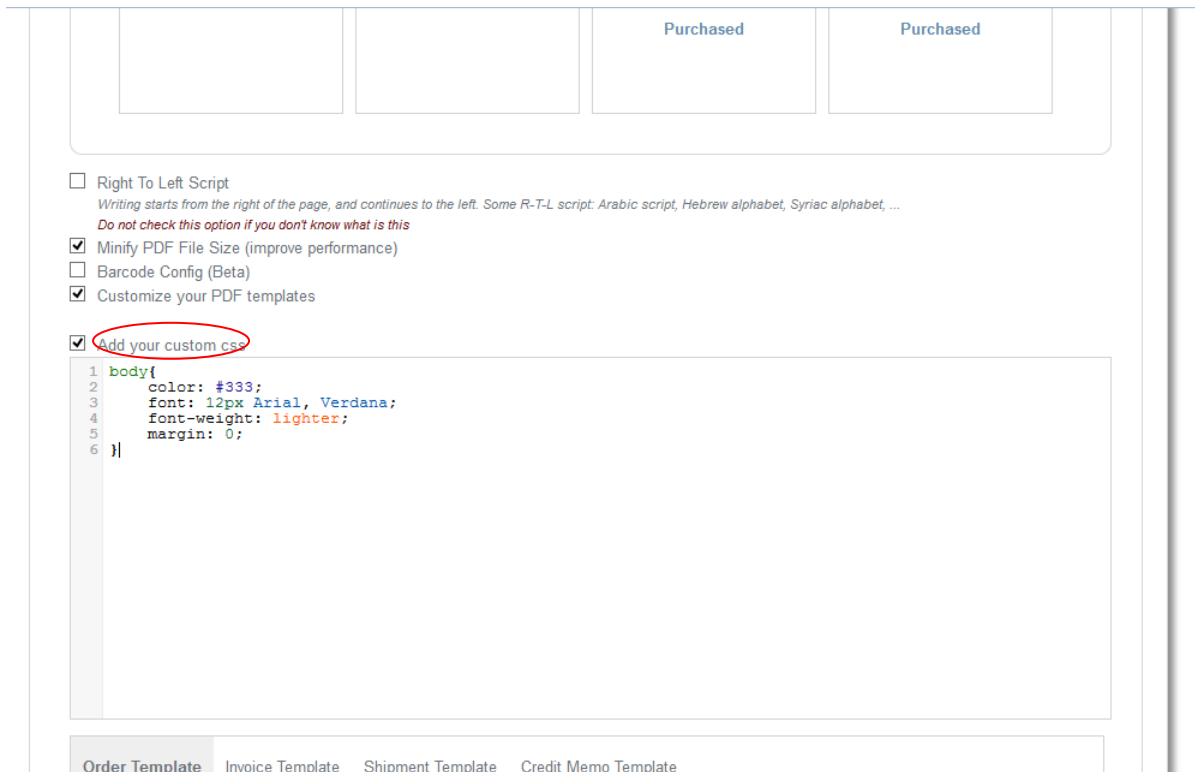 Purchased Purchased
Right To Left Script
Writing starts from the right of the page, and continues to the left. Some R-T-L script: Arabic script, Hebrew alphabet, Syriac alphabet, ...
Do not check this option if you don't know what is this
Minify PDF File Size (improve performance)
Barcode Config (Beta)
Customize your PDF templates
Add your custom css
1 body{
2 color: #333;
3 font: 12px Arial, Verdana;
4 font-weight: lighter;
5 margin: 0;
6 }
Order Template Invoice Template Shipment Template Credit Memo Template